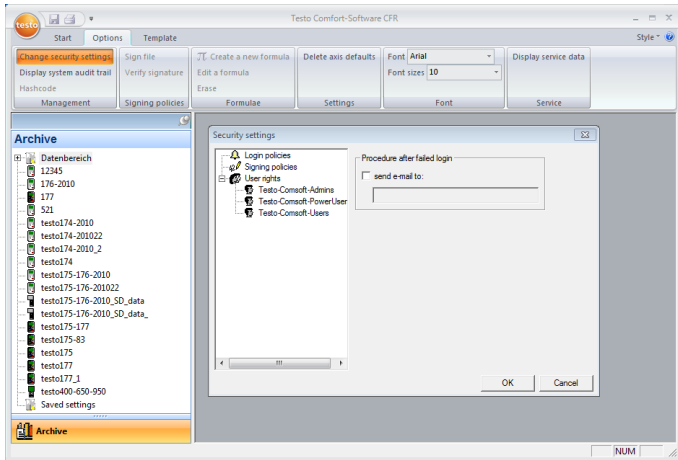 testo
Testo Comfort-Software CFR
Start Options Template Style
Change security settings Sign file Create a new formula Delete axis defaults Font Arial Display service data
Display system audit trail Verify signature Edit a formula Font sizes 10
Hashcode Erase
Management Signing policies Formulae Settings Font Service
Archive
Datenbereich
12345
176-2010
177
521
testo174-2010
testo174-201022
testo174-2010_2
testo174
testo175-176-2010
testo175-176-201022
testo175-176-2010_SD_data
testo175-176-2010_SD_data_
testo175-177
testo175-83
testo175
testo177
testo177_1
testo400-650-950
Saved settings
Archive
Security settings
Login policies
Signing policies
User rights
Testo-Comsoft-Admins
Testo-Comsoft-PowerUser
Testo-Comsoft-Users
Procedure after failed login
send e-mail to:
OK Cancel
NUM